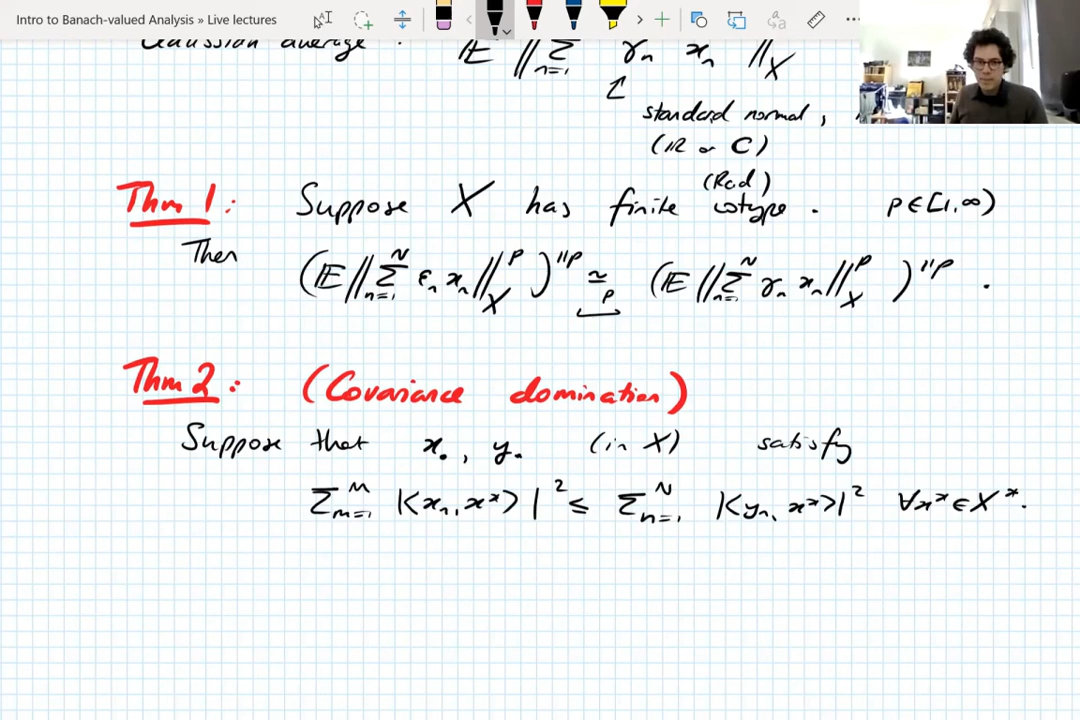 Intro to Banach-valued Analysis » Live lectures
Gaussian average : 𝔼 ‖ Σ_{n=1} γ_n x_n ‖_X
standard normal,
(ℝ or ℂ)
(Rad)
Thm 1: Suppose X has finite cotype. p∈[1,∞)
Then (𝔼‖Σ_{n=1}^N ε_n x_n‖_X^p)^{1/p} ≃_p (𝔼‖Σ_{n=1}^N γ_n x_n‖_X^p)^{1/p}.
Thm 2: (Covariance domination)
Suppose that x., y. (in X) satisfy
Σ_{m=1}^M |<x_n, x*>|^2 ≤ Σ_{n=1}^N |<y_n, x*>|^2 ∀x*∈X*.